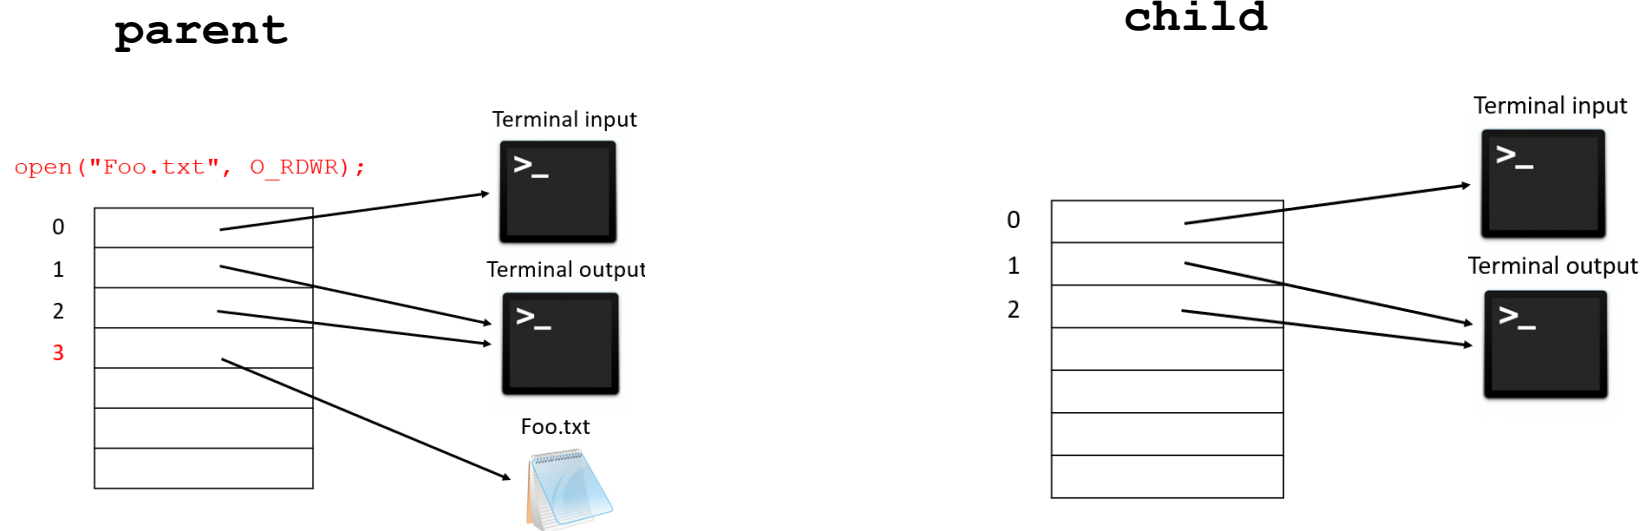 parent
open("Foo.txt", O_RDWR);
0
1
2
3
Terminal input
>_
Terminal output
>_
Foo.txt
child
0
1
2
Terminal input
>_
Terminal output
>_